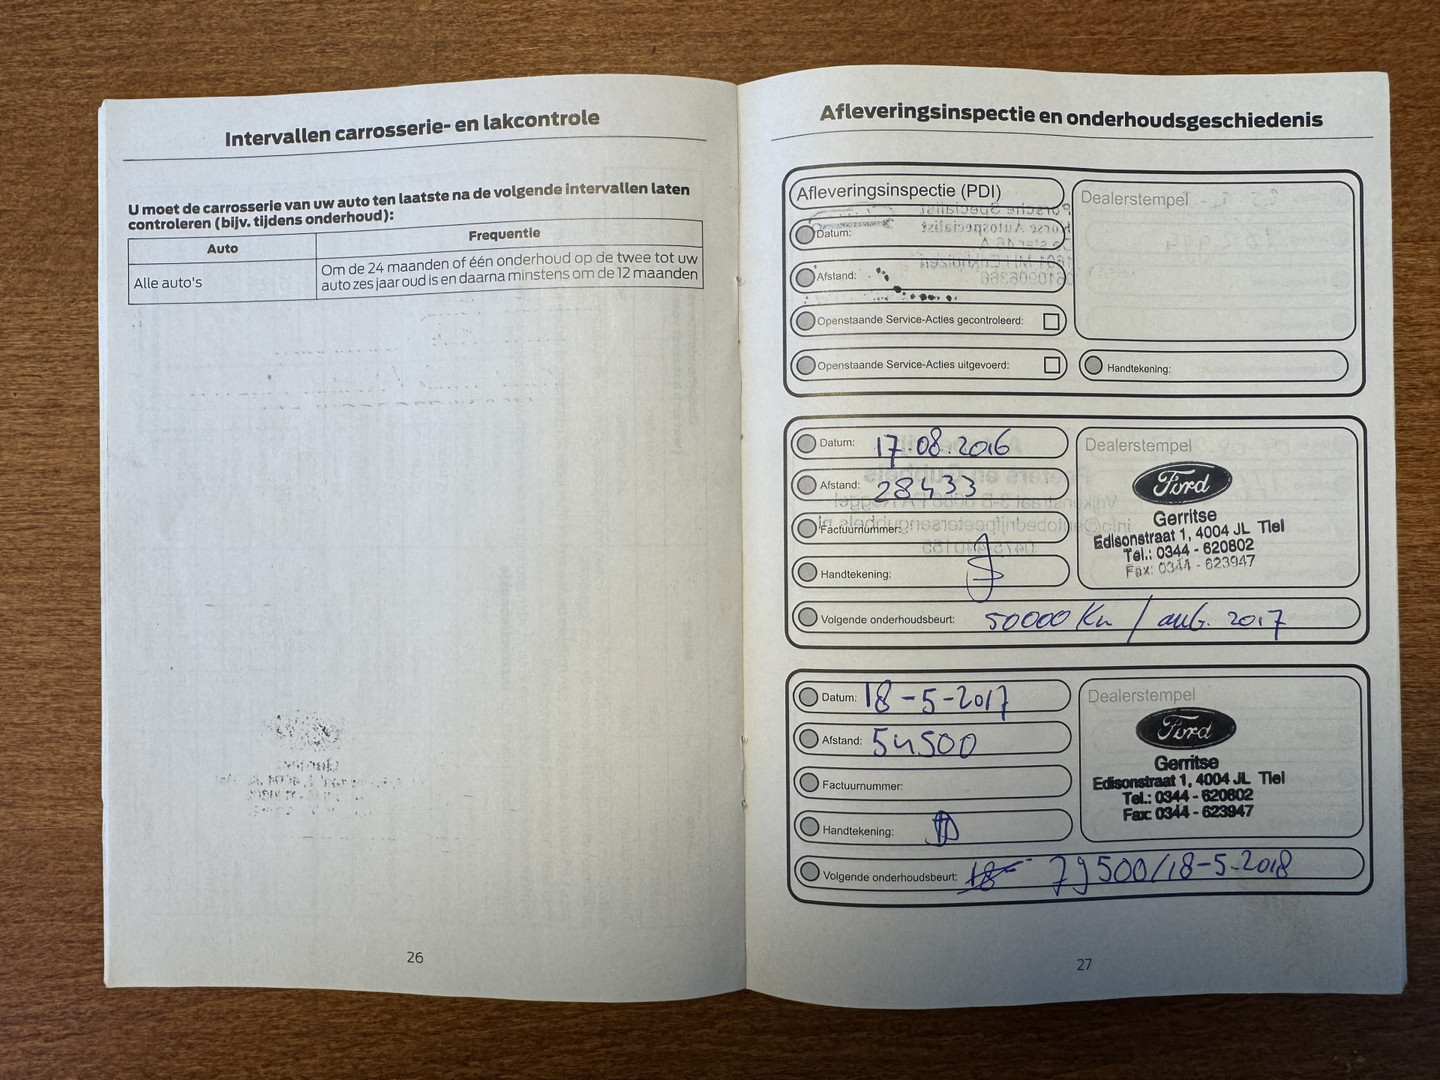 Intervallen carrosserie- en lakcontrole
U moet de carrosserie van uw auto ten laatste na de volgende intervallen laten
controleren (bijv. tijdens onderhoud):
Auto
Frequentie
Alle auto's
Om de 24 maanden of één onderhoud op de twee tot uw
auto zes jaar oud is en daarna minstens om de 12 maanden
26
Afleveringsinspectie en onderhoudsgeschiedenis
Afleveringsinspectie (PDI)
Datum:
Afstand:
Openstaande Service-Acties gecontroleerd:
Openstaande Service-Acties uitgevoerd:
Dealerstempel
Handtekening:
Datum: 17.08.2016
Afstand: 28433
Factuurnummer:
Handtekening:
Volgende onderhoudsbeurt: 50000 Km / aug. 2017
Dealerstempel
Ford
Gerritse
Edisonstraat 1, 4004 JL Tiel
Tel.: 0344 - 620802
Fax: 0344 - 623947
Datum: 18-5-2017
Afstand: 54500
Factuurnummer:
Handtekening:
Volgende onderhoudsbeurt: 79500/18-5-2018
Dealerstempel
Ford
Gerritse
Edisonstraat 1, 4004 JL Tiel
Tel.: 0344 - 620802
Fax: 0344 - 623947
27